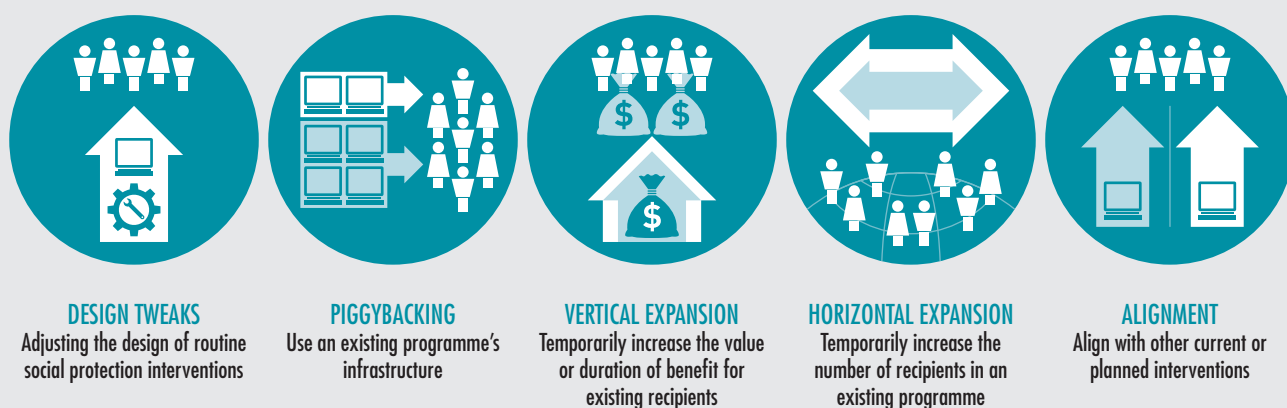 $ $
$
DESIGN TWEAKS
Adjusting the design of routine
social protection interventions
PIGGYBACKING
Use an existing programme's
infrastructure
VERTICAL EXPANSION
Temporarily increase the value
or duration of benefit for
existing recipients
HORIZONTAL EXPANSION
Temporarily increase the
number of recipients in an
existing programme
ALIGNMENT
Align with other current or
planned interventions